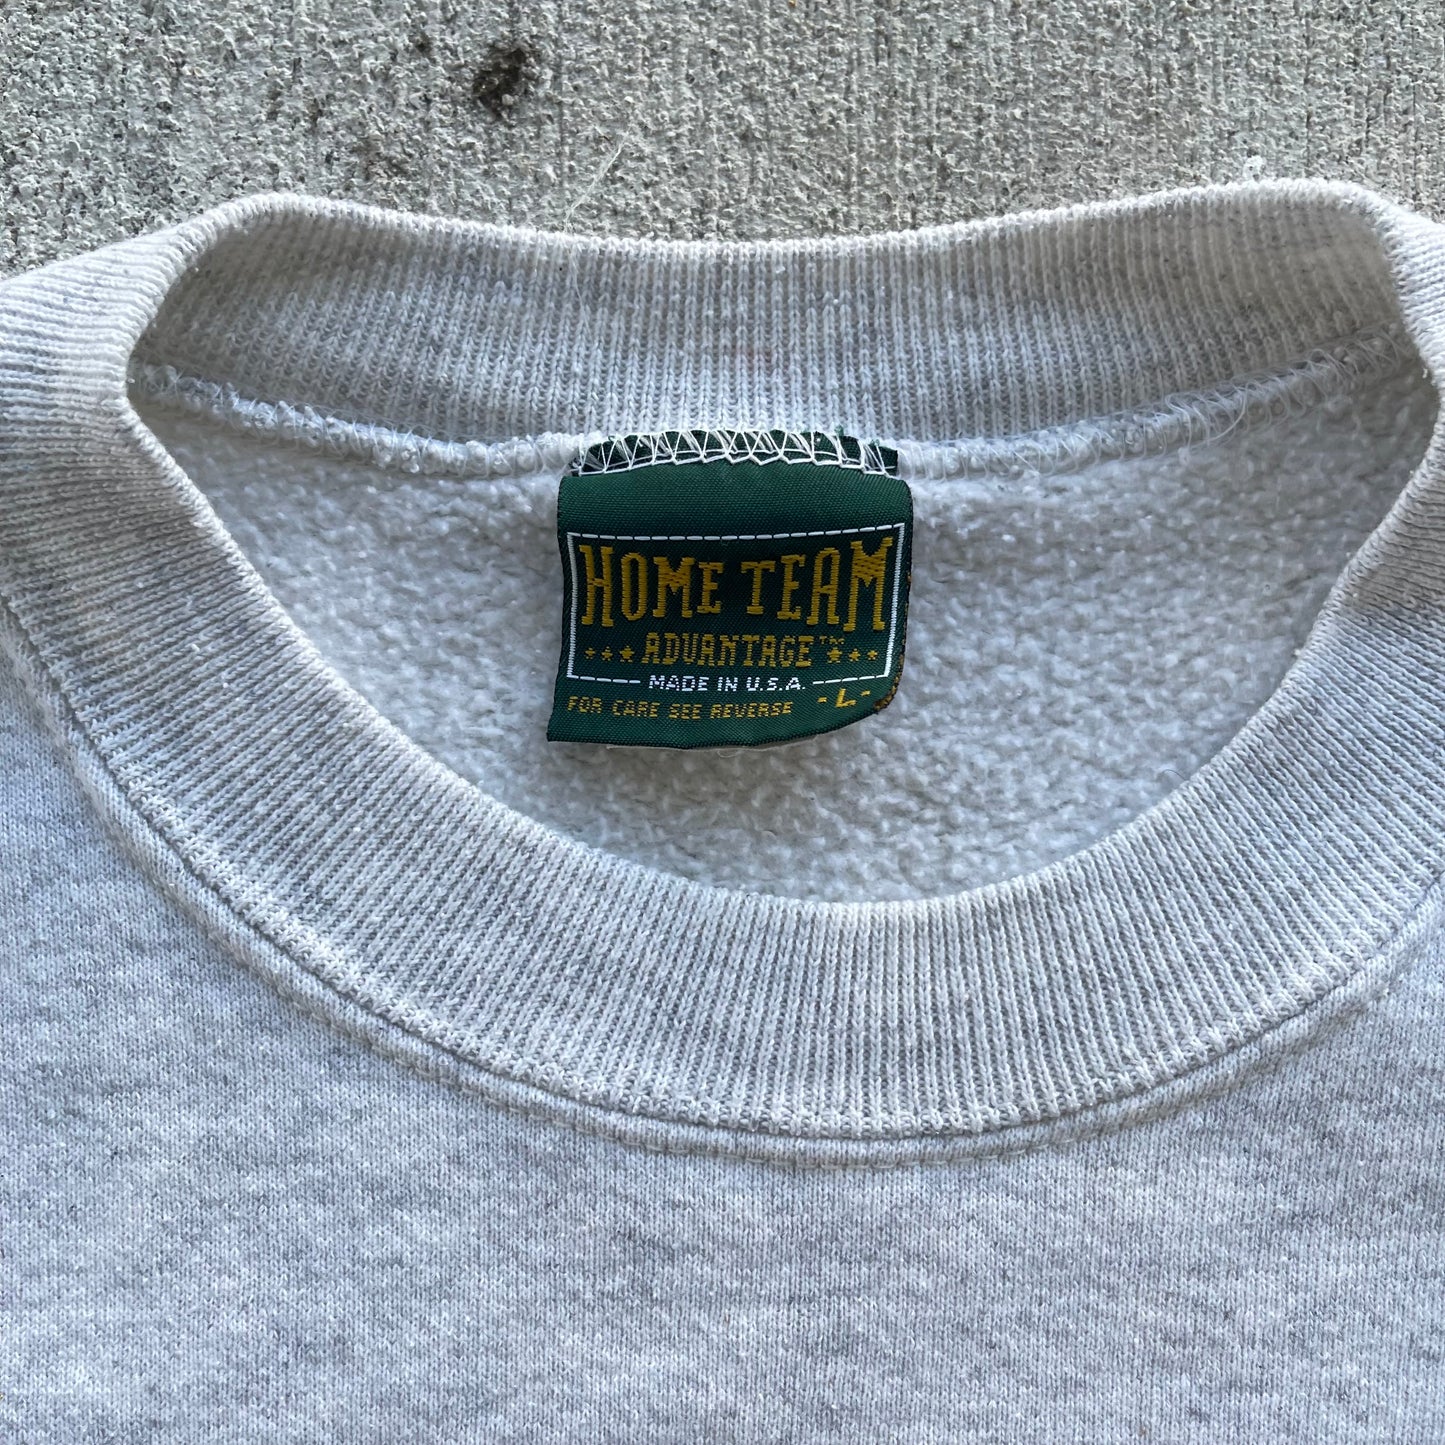 HOME TEAM
ADVANTAGE™
MADE IN U.S.A.
FOR CARE SEE REVERSE -L-